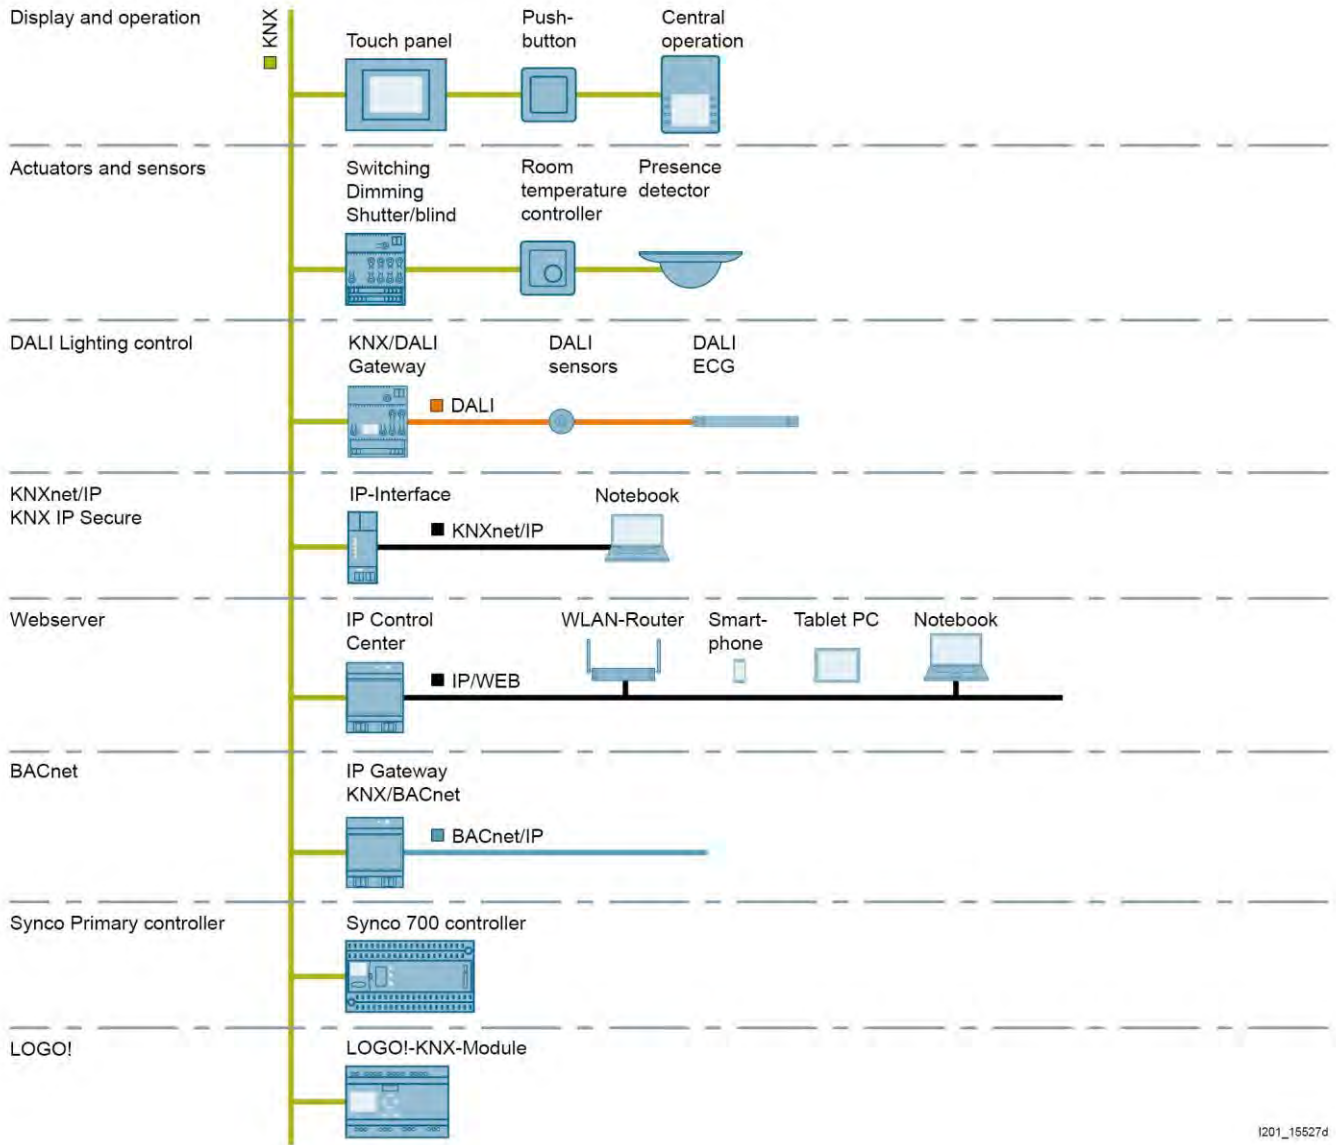 Display and operation
KNX
Touch panel
Push-
button
Central
operation
Actuators and sensors
Switching
Dimming
Shutter/blind
Room
temperature
controller
Presence
detector
DALI Lighting control
KNX/DALI
Gateway
DALI
sensors
DALI
ECG
DALI
KNXnet/IP
KNX IP Secure
IP-Interface
Notebook
KNXnet/IP
Webserver
IP Control
Center
WLAN-Router
Smart-
phone
Tablet PC
Notebook
IP/WEB
BACnet
IP Gateway
KNX/BACnet
BACnet/IP
Synco Primary controller
Synco 700 controller
LOGO!
LOGO!-KNX-Module
I201_15527d